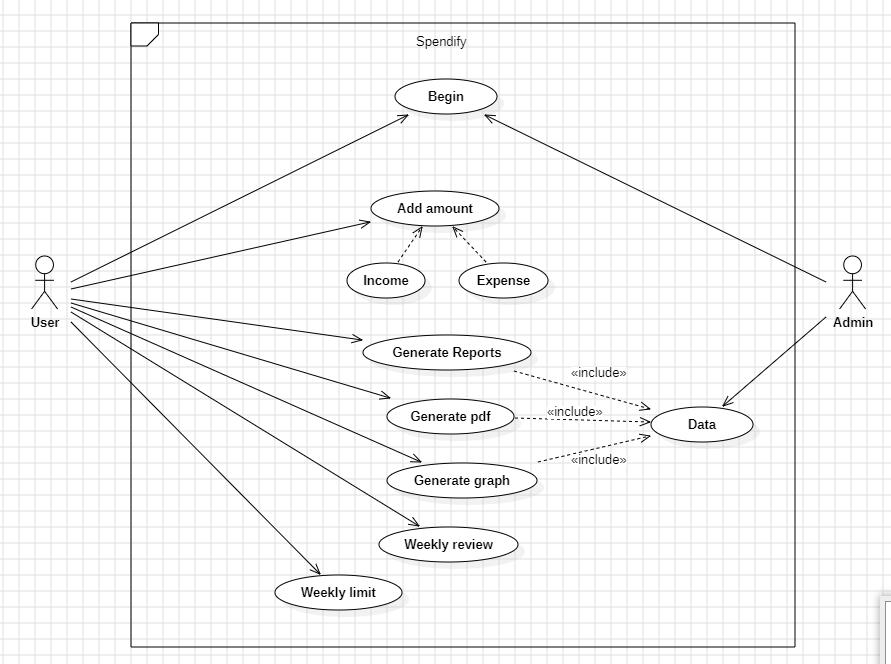 Spendify
Begin
Add amount
Income
Expense
User
Admin
Generate Reports
«include»
Generate pdf
«include»
Data
«include»
Generate graph
Weekly review
Weekly limit